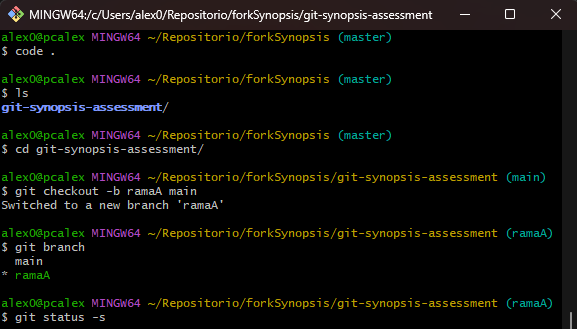 MINGW64:/c/Users/alex0/Repositorio/forkSynopsis/git-synopsis-assessment
alex0@pcalex MINGW64 ~/Repositorio/forkSynopsis (master)
$ code .
alex0@pcalex MINGW64 ~/Repositorio/forkSynopsis (master)
$ ls
git-synopsis-assessment/
alex0@pcalex MINGW64 ~/Repositorio/forkSynopsis (master)
$ cd git-synopsis-assessment/
alex0@pcalex MINGW64 ~/Repositorio/forkSynopsis/git-synopsis-assessment (main)
$ git checkout -b ramaA main
Switched to a new branch 'ramaA'
alex0@pcalex MINGW64 ~/Repositorio/forkSynopsis/git-synopsis-assessment (ramaA)
$ git branch
  main
* ramaA
alex0@pcalex MINGW64 ~/Repositorio/forkSynopsis/git-synopsis-assessment (ramaA)
$ git status -s